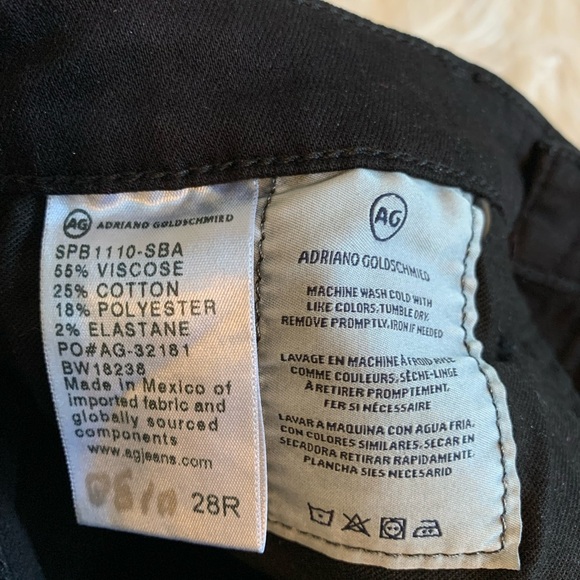 AG ADRIANO GOLDSCHMIED
SPB1110-SBA
55% VISCOSE
25% COTTON
18% POLYESTER
2% ELASTANE
PO#AG-32181
BW18238
Made in Mexico of
imported fabric and
globally sourced
components
www.agjeans.com
28R
AG
ADRIANO GOLDSCHMIED
MACHINE WASH COLD WITH
LIKE COLORS, TUMBLE DRY,
REMOVE PROMPTLY, IRON IF NEEDED
LAVAGE EN MACHINE À FROID AVEC
COMME COULEURS, SÈCHE-LINGE
À RETIRER PROMPTEMENT,
FER SI NÉCESSAIRE
LAVAR A MAQUINA CON AGUA FRIA,
CON COLORES SIMILARES, SECAR EN
SECADORA RETIRAR RAPIDAMENTE,
PLANCHA SIES NECESARIO